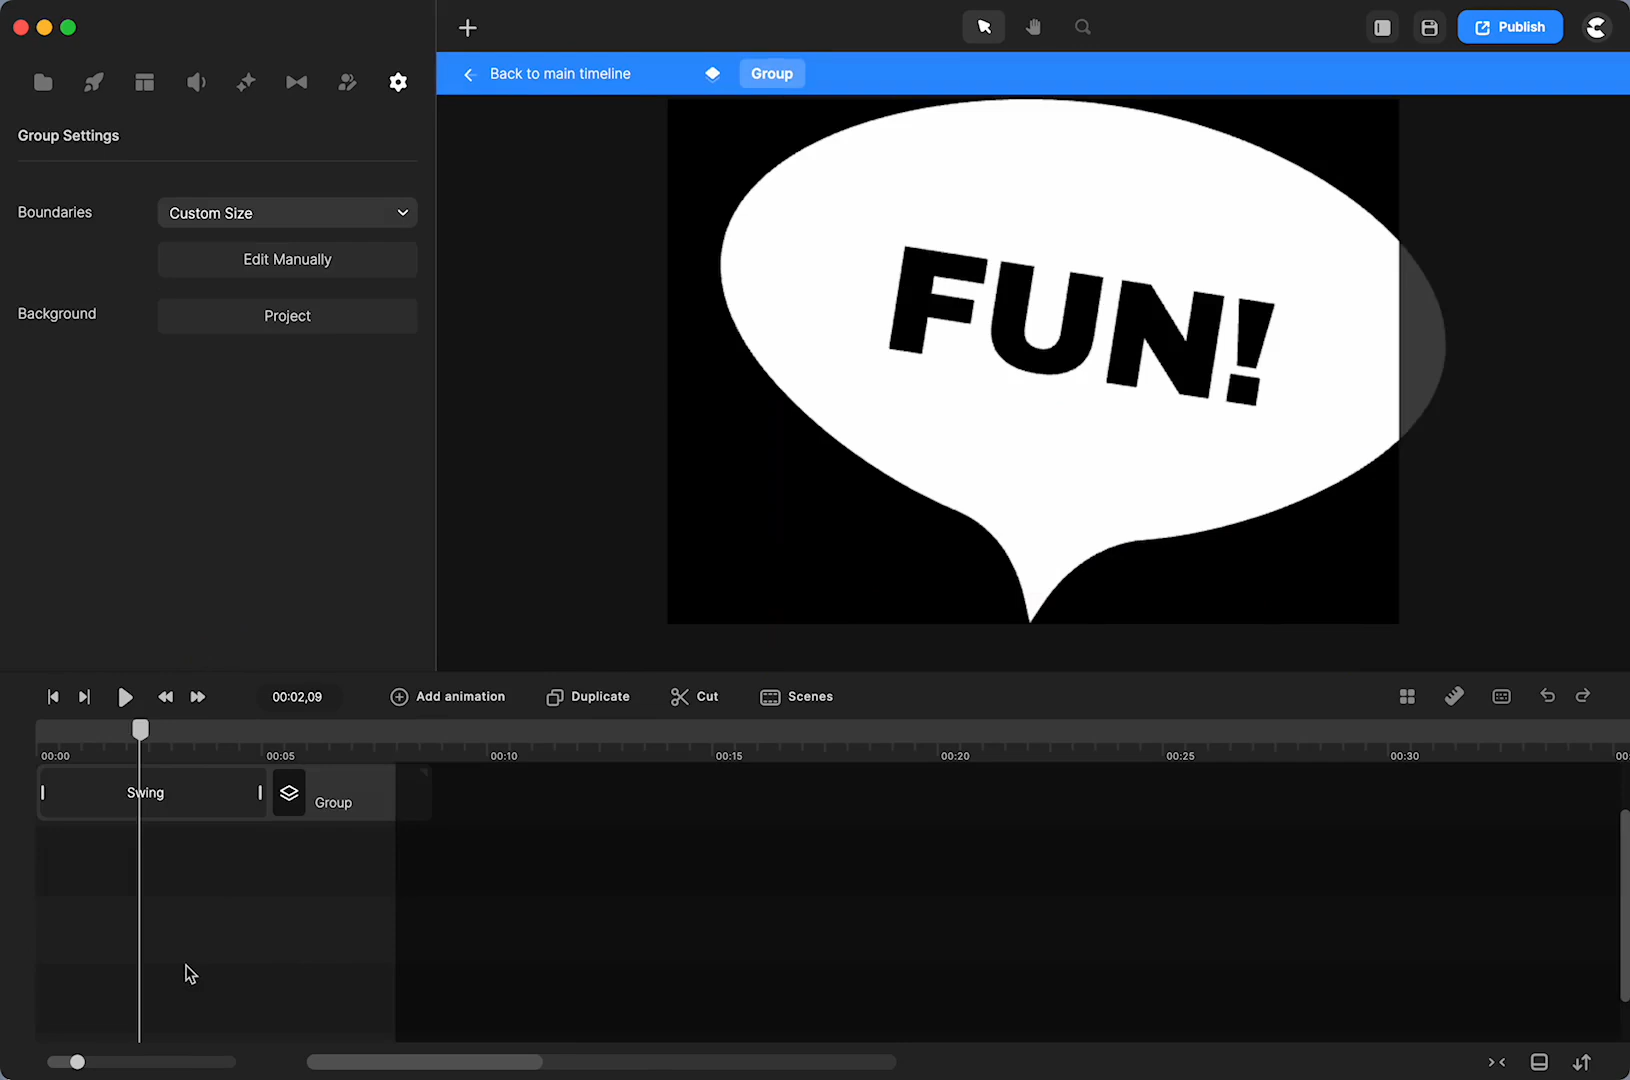 Publish
Back to main timeline
Group
Group Settings
Boundaries
Custom Size
Edit Manually
Background
Project
FUN!
00:02,09
Add animation
Duplicate
Cut
Scenes
00:00
00:05
00:10
00:15
00:20
00:25
00:30
00:
Swing
Group